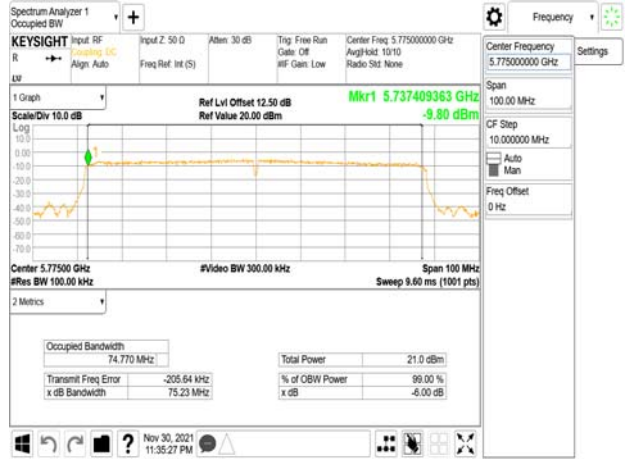 Spectrum Analyzer 1
Occupied BW
Frequency
KEYSIGHT
R
Input: RF
Coupling: DC
Align: Auto
Input Z: 50 Ω
Freq Ref: Int (S)
Atten: 30 dB
Trig: Free Run
Gate: Off
#IF Gain: Low
Center Freq: 5.775000000 GHz
Avg|Hold: 10/10
Radio Std: None
Center Frequency
5.775000000 GHz
Settings
Span
100.00 MHz
CF Step
10.000000 MHz
Auto
Man
Freq Offset
0 Hz
1 Graph
Scale/Div 10.0 dB
Ref Lvl Offset 12.50 dB
Ref Value 20.00 dBm
Mkr1 5.737409363 GHz
-9.80 dBm
Log
10.0
0.00
-10.0
-20.0
-30.0
-40.0
-50.0
-60.0
-70.0
1
Center 5.77500 GHz
#Res BW 100.00 kHz
#Video BW 300.00 kHz
Span 100 MHz
Sweep 9.60 ms (1001 pts)
2 Metrics
Occupied Bandwidth
74.770 MHz
Total Power 21.0 dBm
Transmit Freq Error -205.64 kHz
% of OBW Power 99.00 %
x dB Bandwidth 75.23 MHz
x dB -6.00 dB
?
Nov 30, 2021
11:35:27 PM